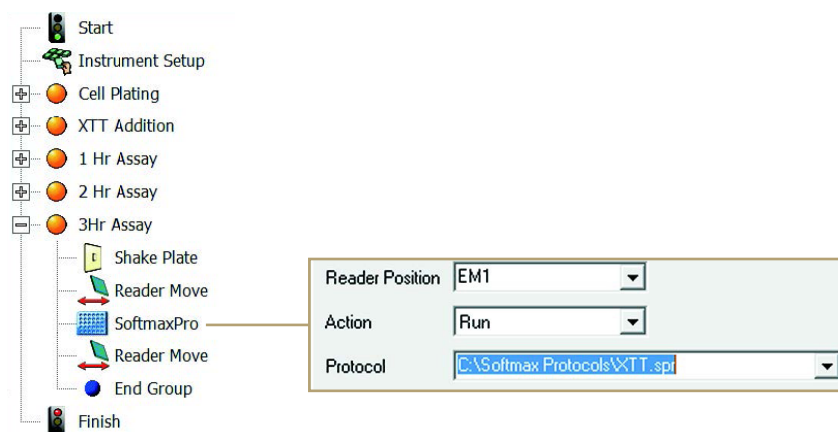 Start
Instrument Setup
Cell Plating
XTT Addition
1 Hr Assay
2 Hr Assay
3Hr Assay
Shake Plate
Reader Move
SoftmaxPro
Reader Move
End Group
Finish
Reader Position EM1
Action Run
Protocol C:\Softmax Protocols\XTT.spr